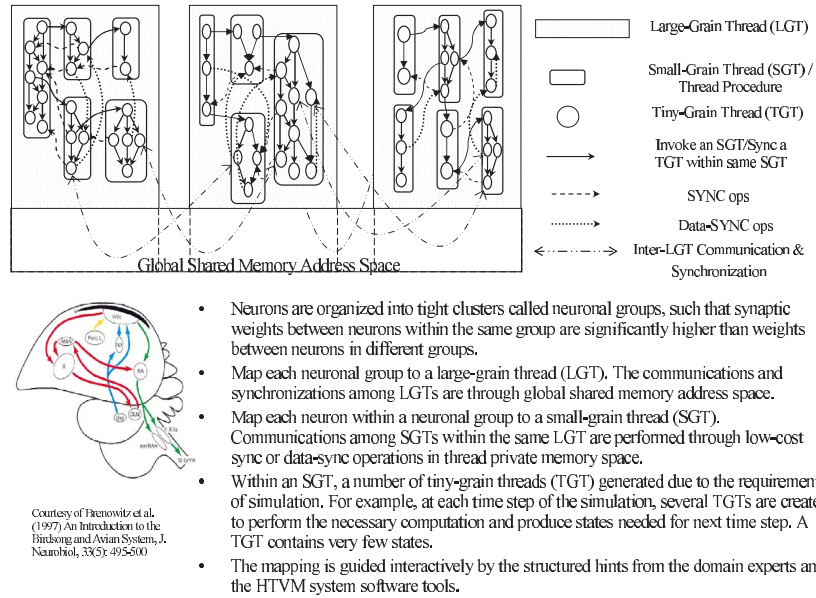 Large-Grain Thread (LGT)
Small-Grain Thread (SGT) /
Thread Procedure
Tiny-Grain Thread (TGT)
Invoke an SGT/Sync a
TGT within same SGT
SYNC ops
Data-SYNC ops
Inter-LGT Communication &
Synchronization
Global Shared Memory Address Space
• Neurons are organized into tight clusters called neuronal groups, such that synaptic
weights between neurons within the same group are significantly higher than weights
between neurons in different groups.
• Map each neuronal group to a large-grain thread (LGT). The communications and
synchronizations among LGTs are through global shared memory address space.
• Map each neuron within a neuronal group to a small-grain thread (SGT).
Communications among SGTs within the same LGT are performed through low-cost
sync or data-sync operations in thread private memory space.
• Within an SGT, a number of tiny-grain threads (TGT) generated due to the requiremen
of simulation. For example, at each time step of the simulation, several TGTs are create
to perform the necessary computation and produce states needed for next time step. A
TGT contains very few states.
• The mapping is guided interactively by the structured hints from the domain experts an
the HTVM system software tools.
HVc
Field L
NIf
X
RA
DLM
Uva
to syrinx
Courtesy of Brenowitz et al.
(1997) An Introduction to the
Birdsong and Avian System, J.
Neurobiol, 33(5): 495-500